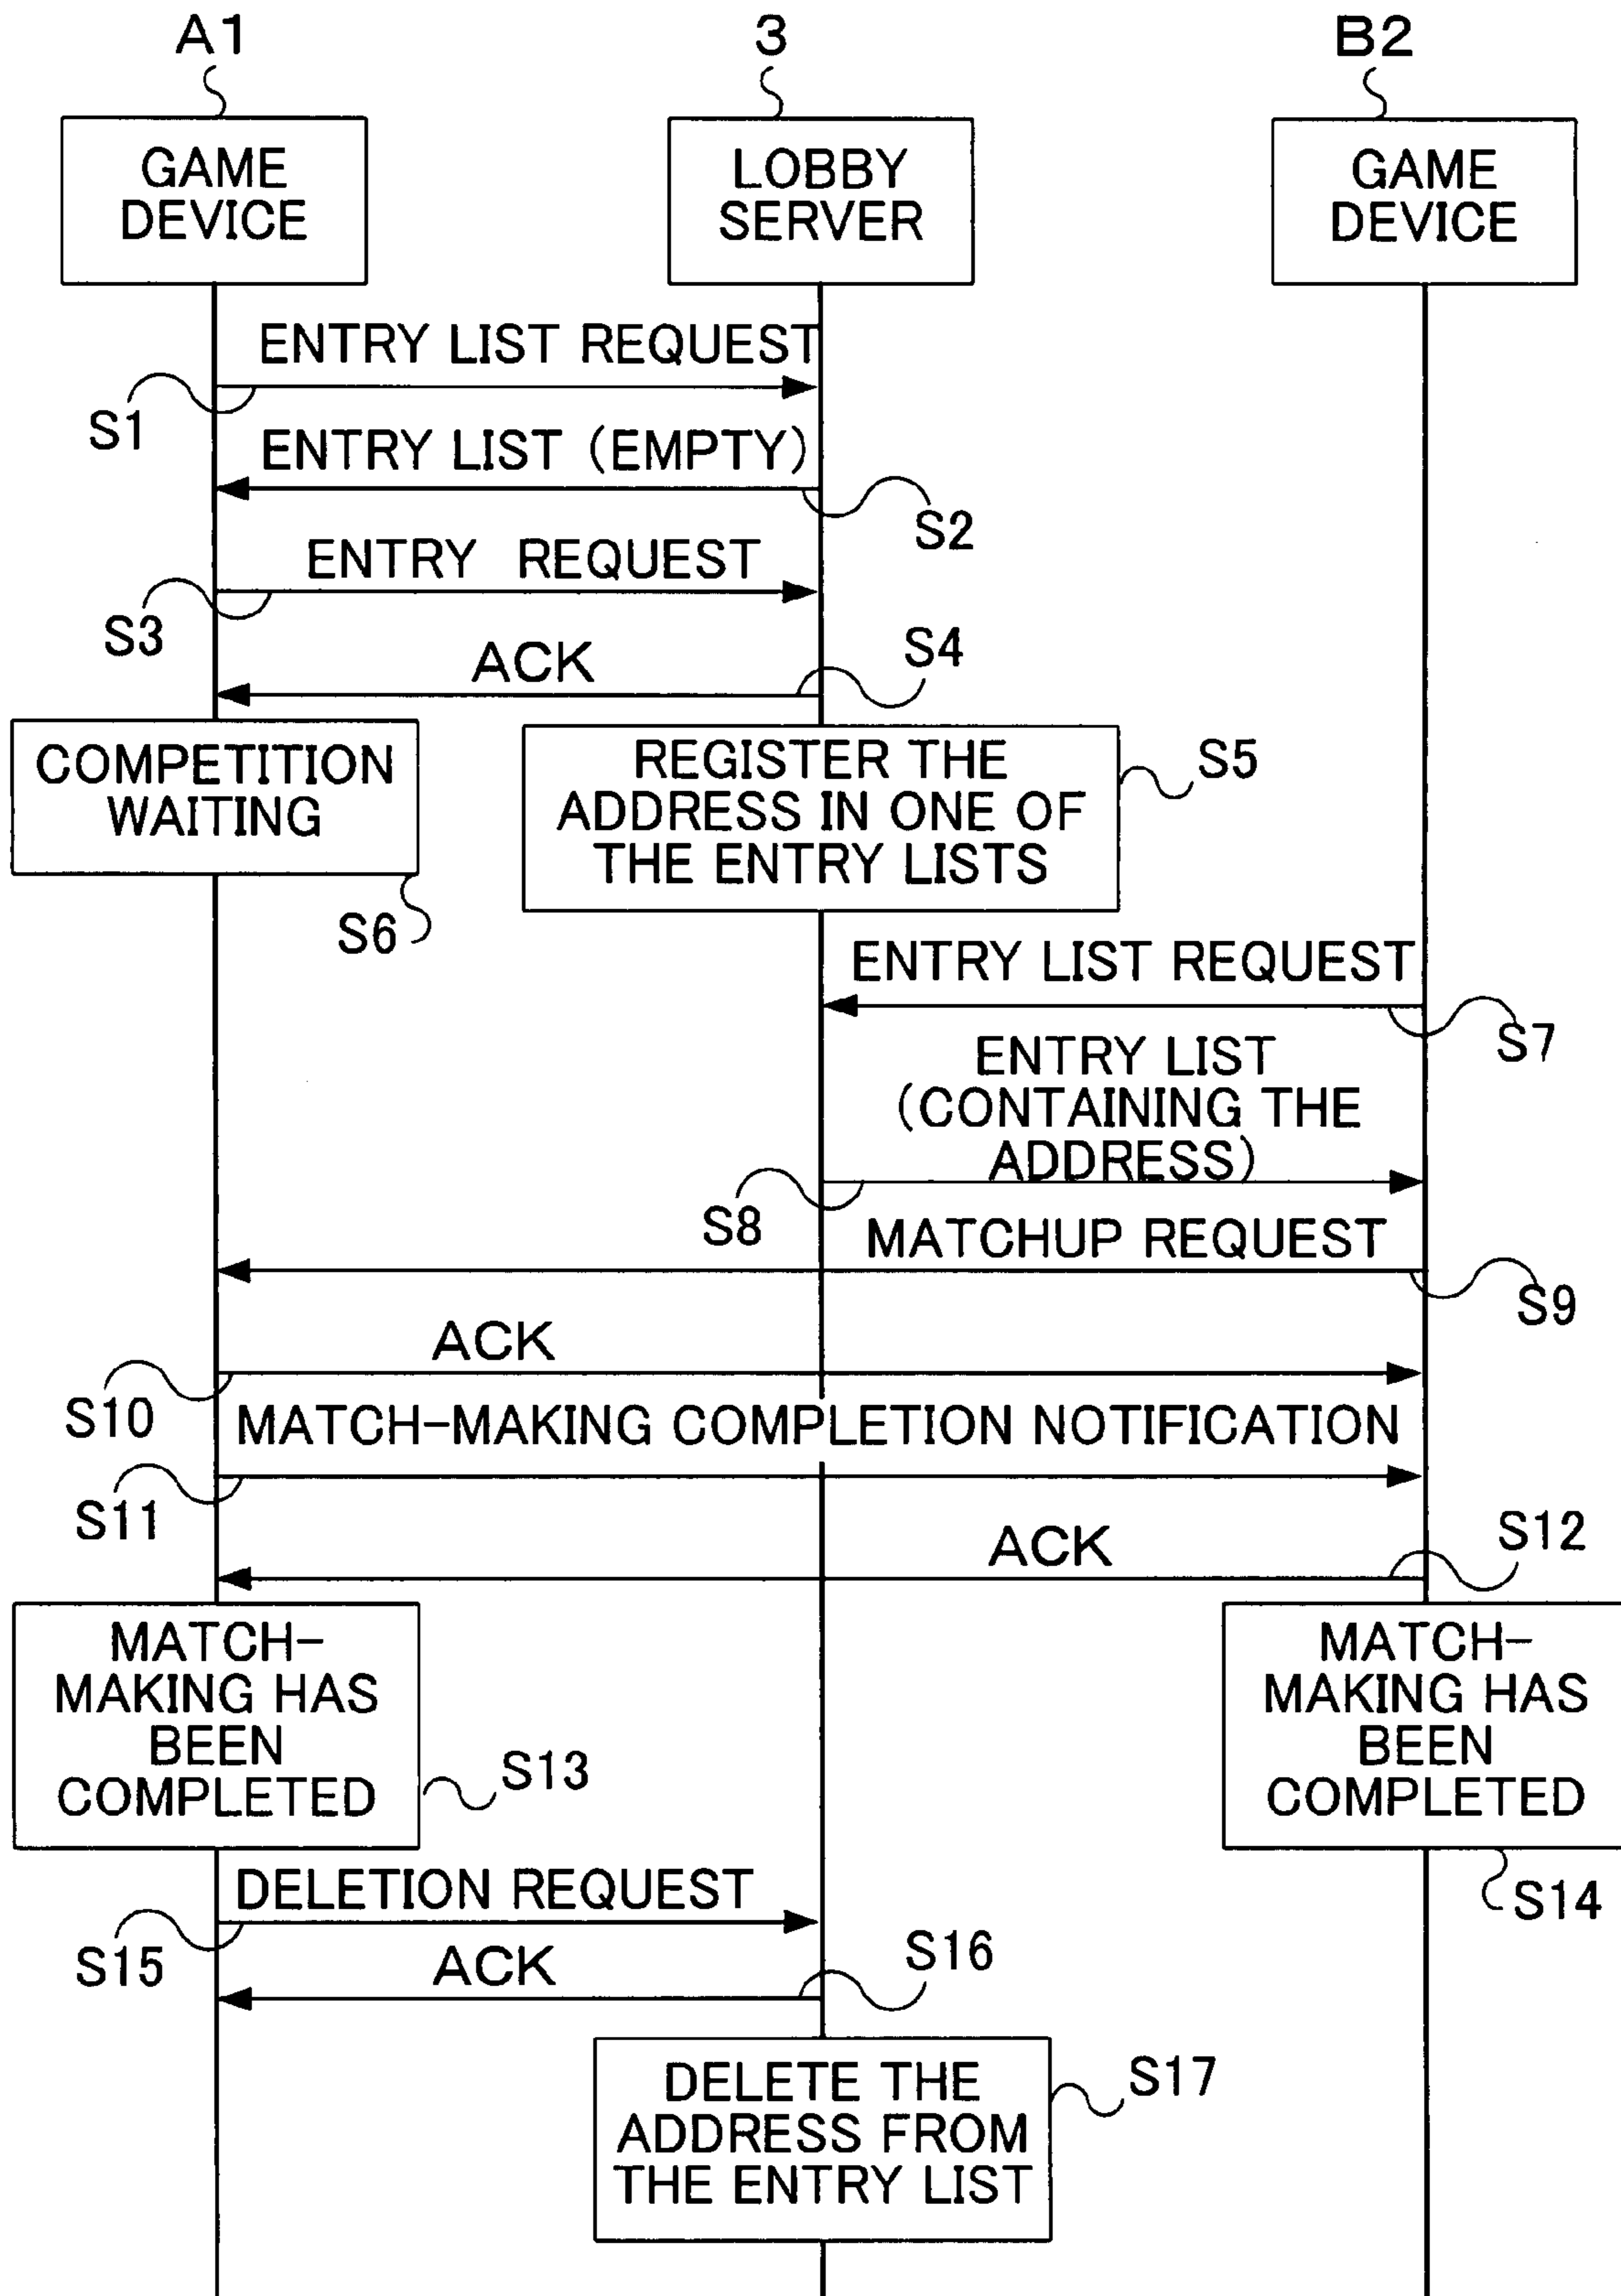 A1
3
B2
GAME
DEVICE
LOBBY
SERVER
GAME
DEVICE
ENTRY LIST REQUEST
S1
ENTRY LIST (EMPTY)
S2
ENTRY REQUEST
S3
ACK
S4
COMPETITION
WAITING
S6
REGISTER THE
ADDRESS IN ONE OF
THE ENTRY LISTS
S5
ENTRY LIST REQUEST
S7
ENTRY LIST
(CONTAINING THE
ADDRESS)
S8
MATCHUP REQUEST
S9
ACK
S10
MATCH-MAKING COMPLETION NOTIFICATION
S11
ACK
S12
MATCH-
MAKING HAS
BEEN
COMPLETED
S13
MATCH-
MAKING HAS
BEEN
COMPLETED
S14
DELETION REQUEST
S15
ACK
S16
DELETE THE
ADDRESS FROM
THE ENTRY LIST
S17